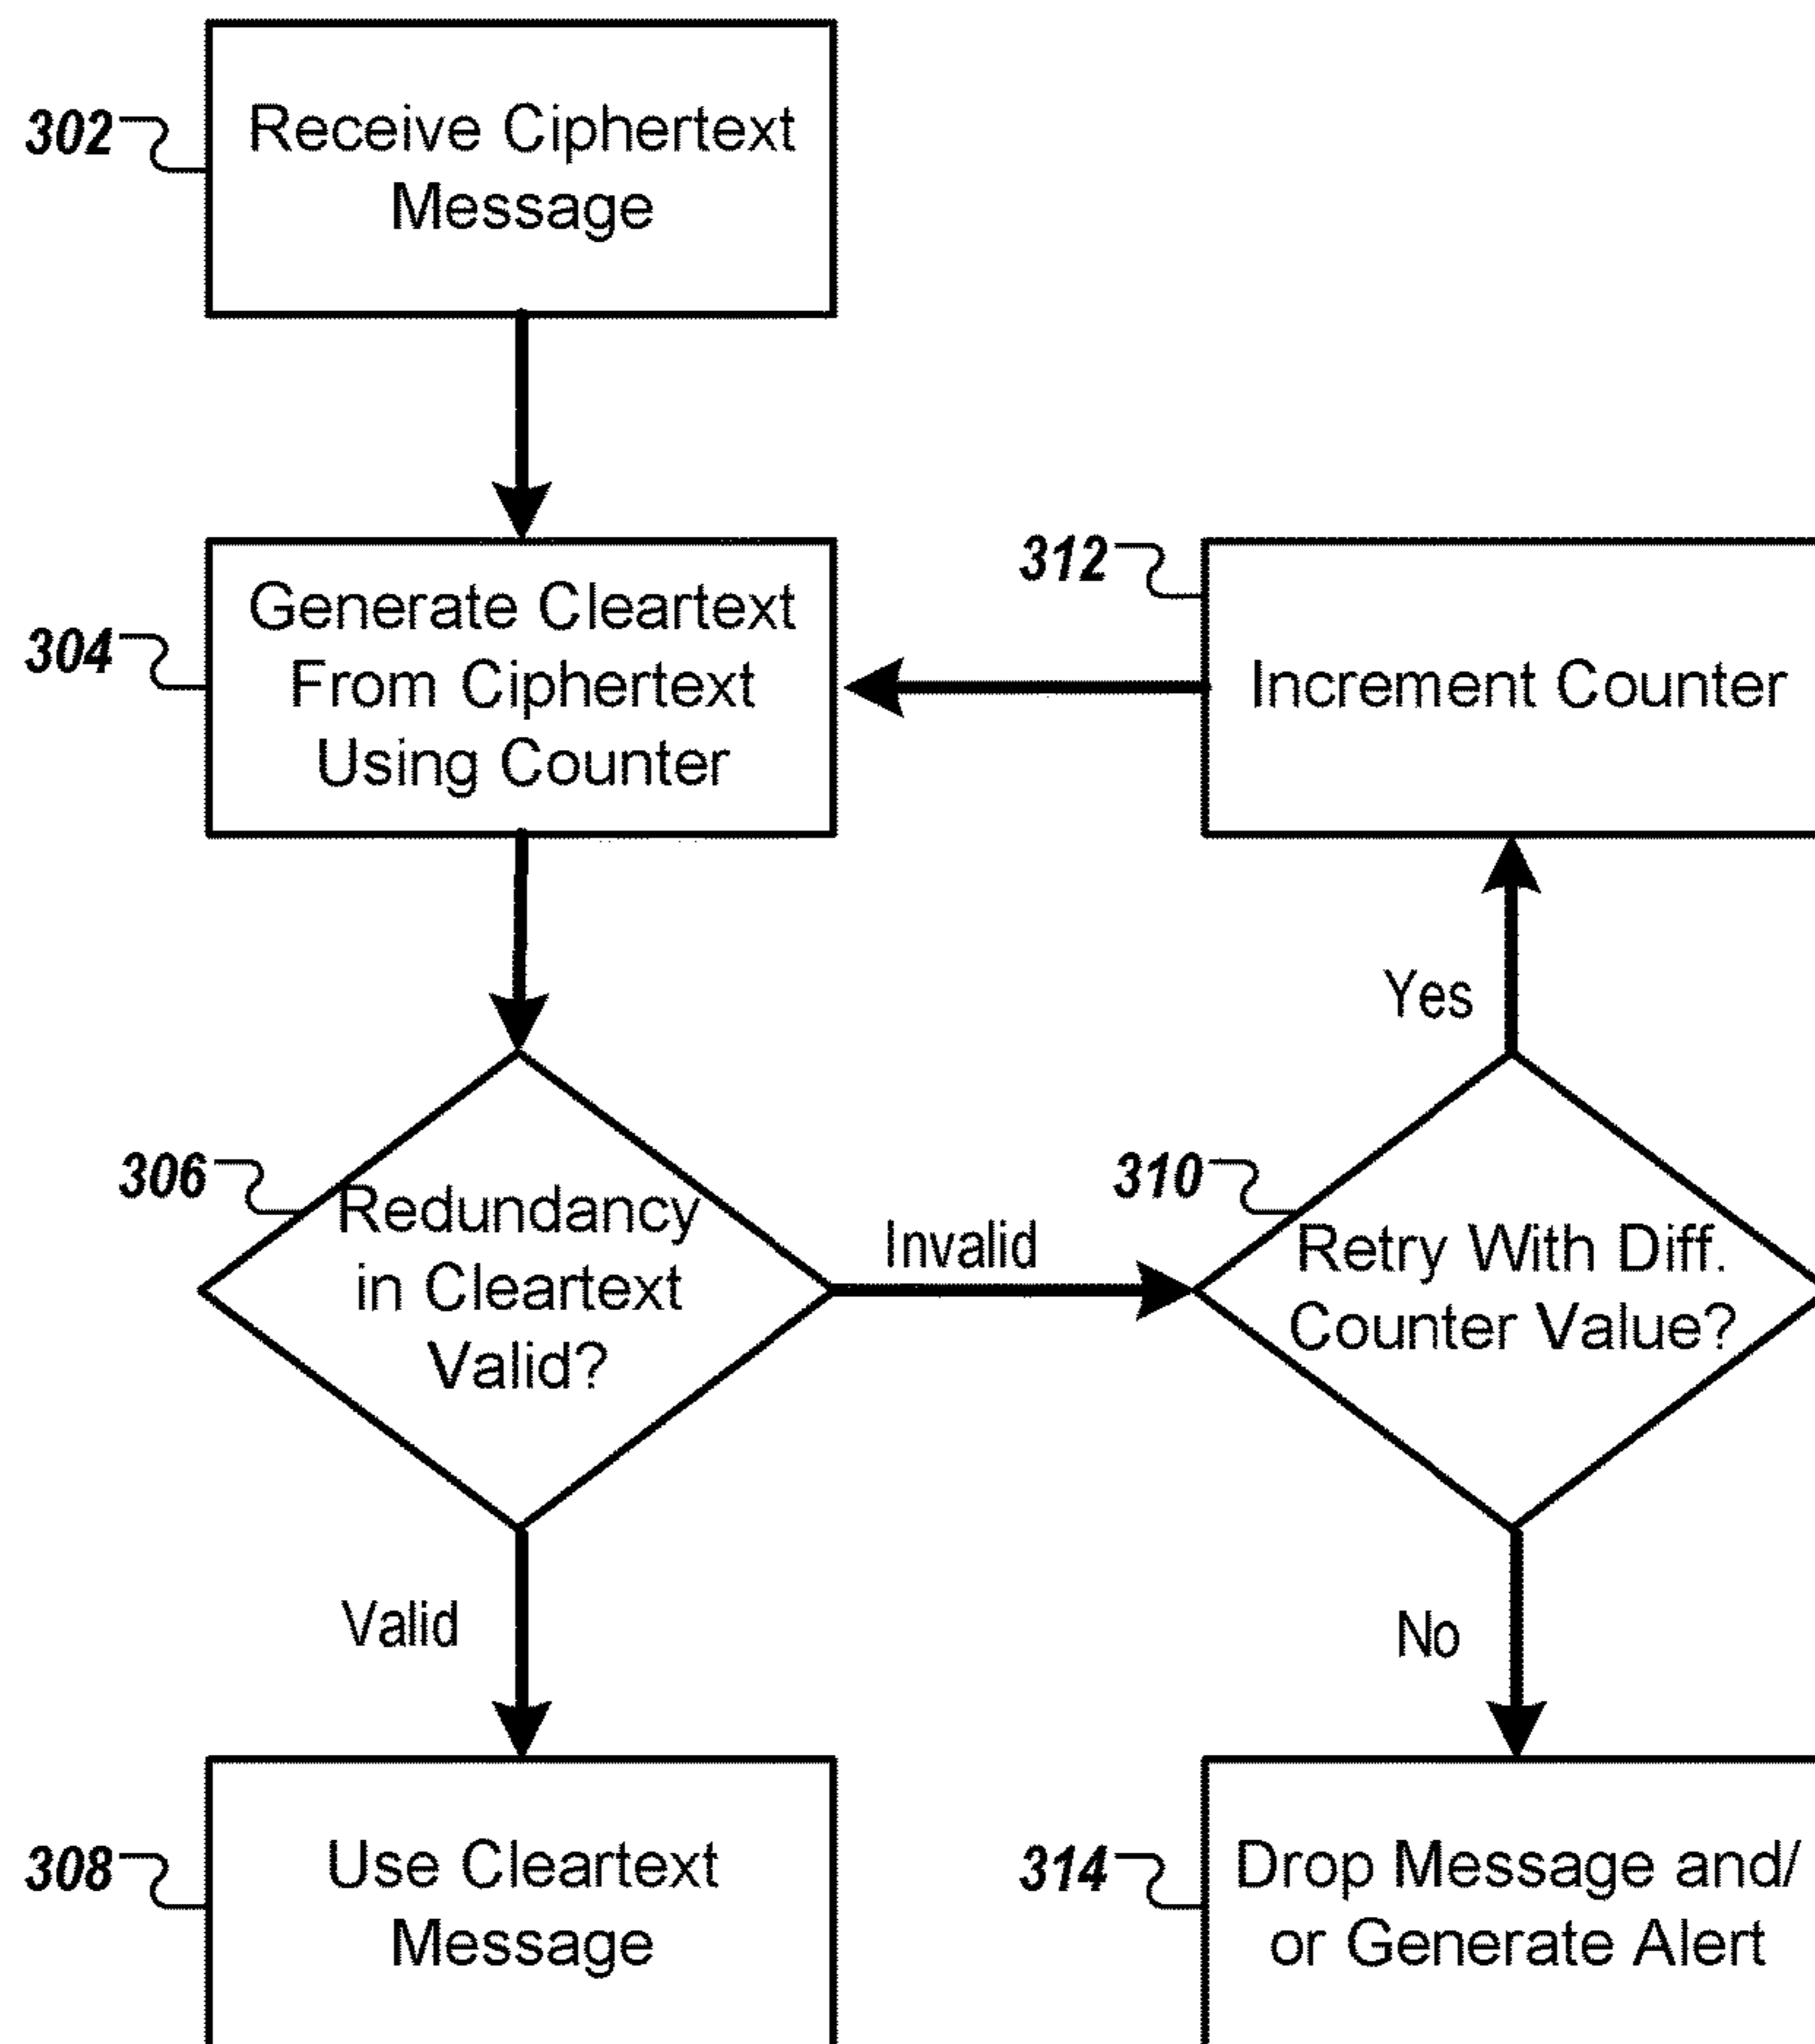 302
Receive Ciphertext
Message
304
Generate Cleartext
From Ciphertext
Using Counter
312
Increment Counter
306
Redundancy
in Cleartext
Valid?
Invalid
310
Retry With Diff.
Counter Value?
Yes
No
Valid
308
Use Cleartext
Message
314
Drop Message and/
or Generate Alert